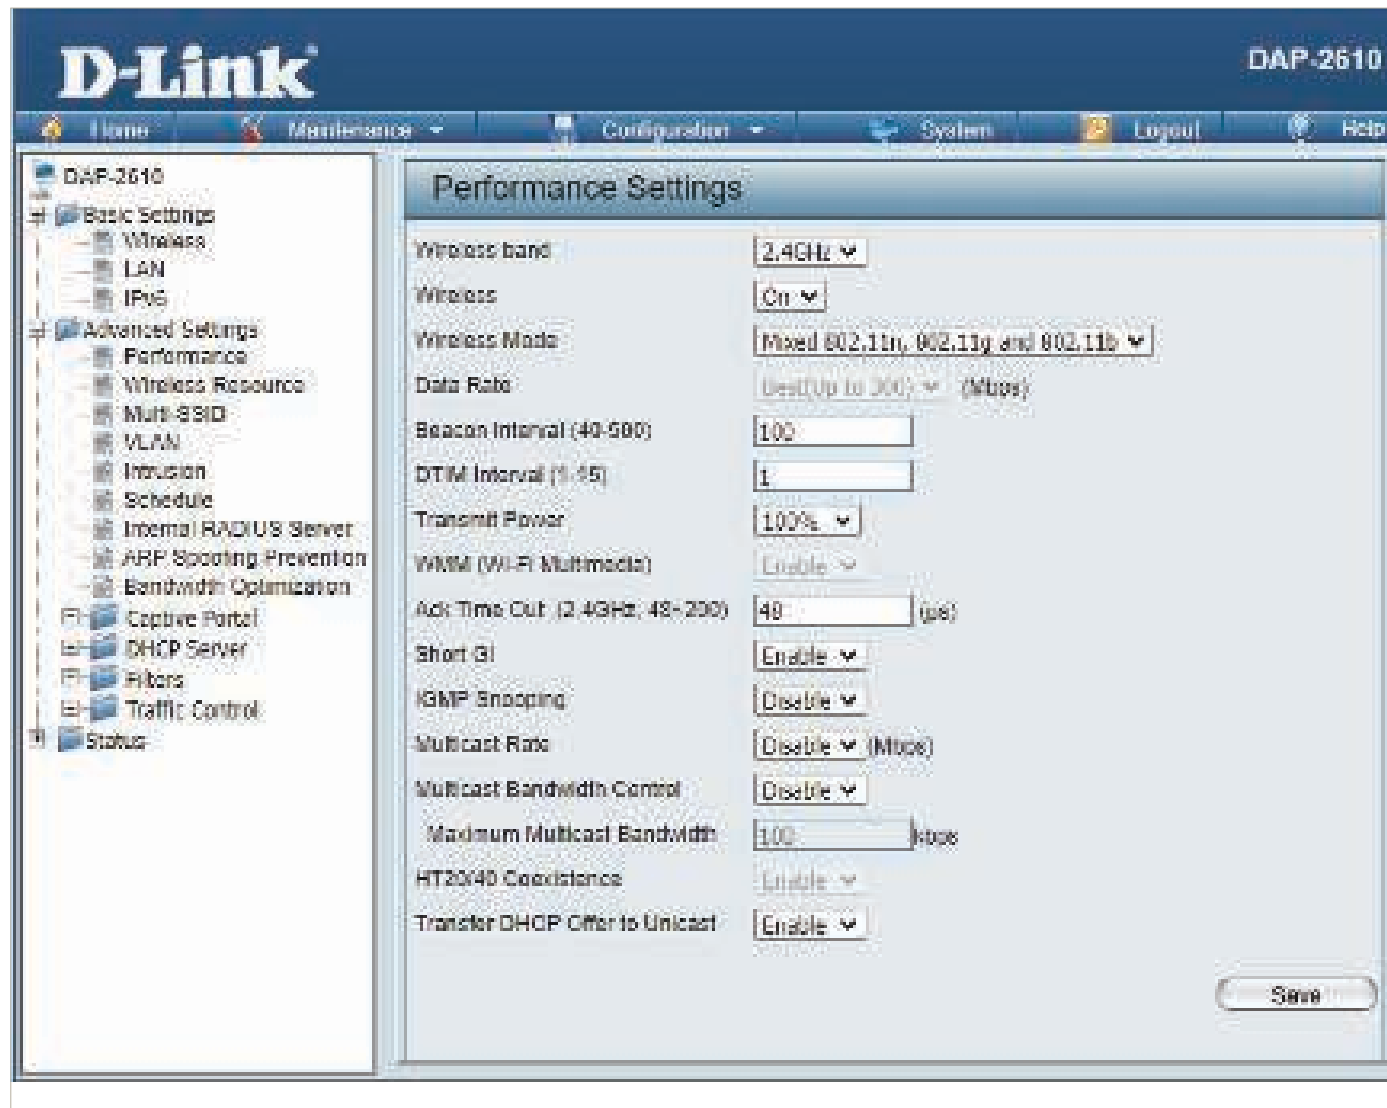 D-Link
DAP-2610
Home
Maintenance
Configuration
System
Logout
Help
DAP-2610
Basic Settings
Wireless
LAN
IPv6
Advanced Settings
Performance
Wireless Resource
Multi-SSID
VLAN
Intrusion
Schedule
Internal RADIUS Server
ARP Spoofing Prevention
Bandwidth Optimization
Captive Portal
DHCP Server
Filters
Traffic Control
Status
Performance Settings
Wireless band 2.4GHz
Wireless On
Wireless Mode Mixed 802.11n, 802.11g and 802.11b
Data Rate Best(Up to 300) (Mbps)
Beacon Interval (40-500) 100
DTIM Interval (1-15) 1
Transmit Power 100%
WMM (Wi-Fi Multimedia) Enable
Ack Time Out (2.4GHz, 48~200) 48 (μs)
Short GI Enable
IGMP Snooping Disable
Multicast Rate Disable (Mbps)
Multicast Bandwidth Control Disable
Maximum Multicast Bandwidth 100 kbps
HT20/40 Coexistence Enable
Transfer DHCP Offer to Unicast Enable
Save